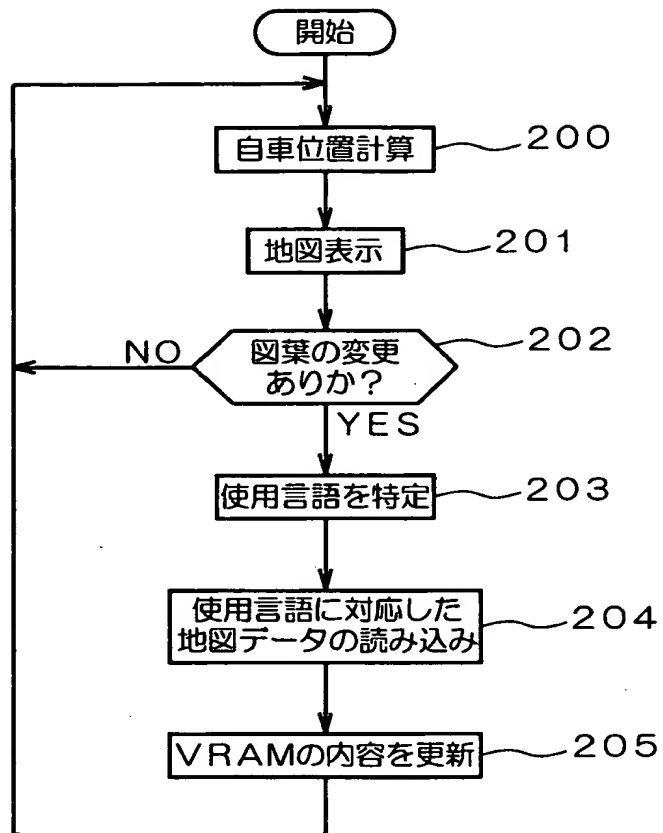 開始
自車位置計算
200
地図表示
201
図葉の変更
ありか?
202
NO
YES
使用言語を特定
203
使用言語に対応した
地図データの読み込み
204
VRAMの内容を更新
205